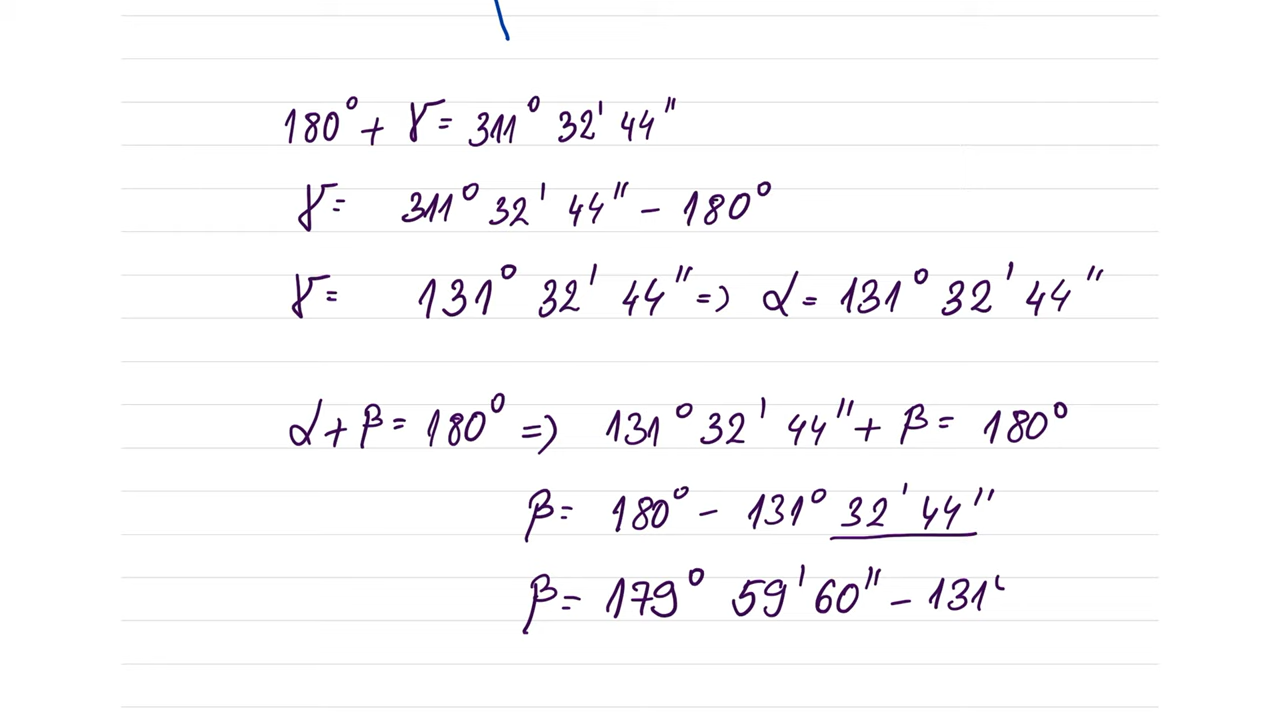 180° + γ = 311° 32' 44"
γ = 311° 32' 44" - 180°
γ = 131° 32' 44" => α = 131° 32' 44"
α + β = 180° => 131° 32' 44" + β = 180°
β = 180° - 131° 32' 44"
β = 179° 59' 60" - 131